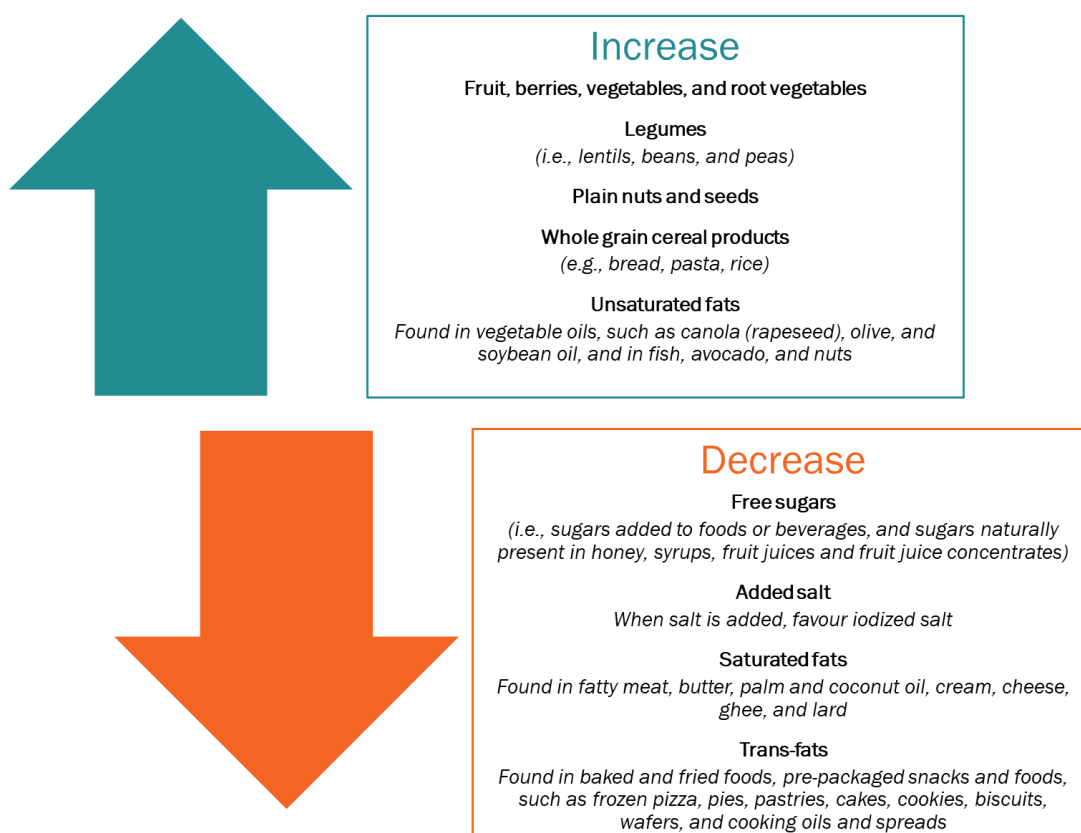 Increase
Fruit, berries, vegetables, and root vegetables
Legumes
(i.e., lentils, beans, and peas)
Plain nuts and seeds
Whole grain cereal products
(e.g., bread, pasta, rice)
Unsaturated fats
Found in vegetable oils, such as canola (rapeseed), olive, and
soybean oil, and in fish, avocado, and nuts
Decrease
Free sugars
(i.e., sugars added to foods or beverages, and sugars naturally
present in honey, syrups, fruit juices and fruit juice concentrates)
Added salt
When salt is added, favour iodized salt
Saturated fats
Found in fatty meat, butter, palm and coconut oil, cream, cheese,
ghee, and lard
Trans-fats
Found in baked and fried foods, pre-packaged snacks and foods,
such as frozen pizza, pies, pastries, cakes, cookies, biscuits,
wafers, and cooking oils and spreads